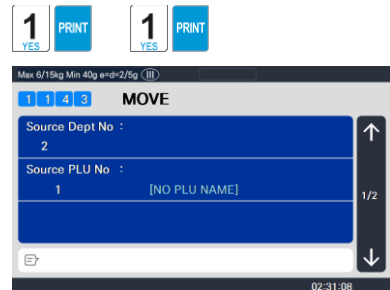 1 PRINT 1 PRINT
YES YES
Max 6/15kg Min 40g e=d=2/5g (III)
1 1 4 3 MOVE
Source Dept No :
2
Source PLU No :
1 [NO PLU NAME]
1/2
02:31:08